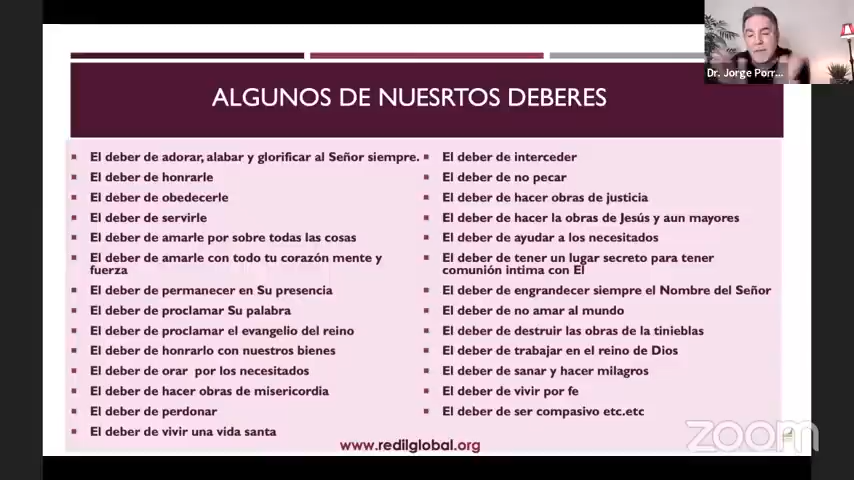 Dr. Jorge Porr...
ALGUNOS DE NUESRTOS DEBERES
El deber de adorar, alabar y glorificar al Señor siempre.
El deber de honrarle
El deber de obedecerle
El deber de servirle
El deber de amarle por sobre todas las cosas
El deber de amarle con todo tu corazón mente y
fuerza
El deber de permanecer en Su presencia
El deber de proclamar Su palabra
El deber de proclamar el evangelio del reino
El deber de honrarlo con nuestros bienes
El deber de orar por los necesitados
El deber de hacer obras de misericordia
El deber de perdonar
El deber de vivir una vida santa
El deber de interceder
El deber de no pecar
El deber de hacer obras de justicia
El deber de hacer la obras de Jesús y aun mayores
El deber de ayudar a los necesitados
El deber de tener un lugar secreto para tener
comunión intima con El
El deber de engrandecer siempre el Nombre del Señor
El deber de no amar al mundo
El deber de destruir las obras de la tinieblas
El deber de trabajar en el reino de Dios
El deber de sanar y hacer milagros
El deber de vivir por fe
El deber de ser compasivo etc.etc
www.redilglobal.org
zoom